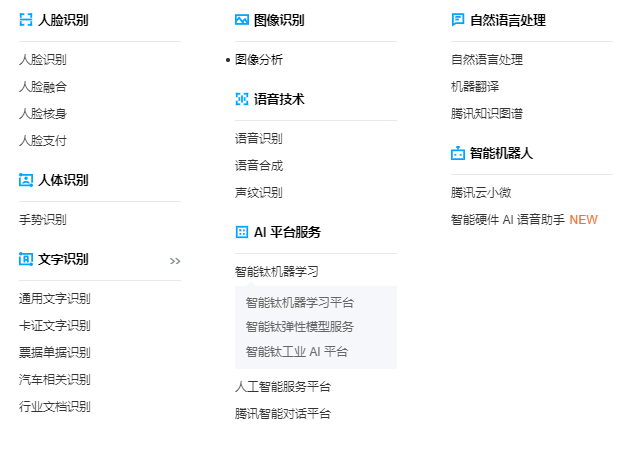 人脸识别
人脸识别
人脸融合
人脸核身
人脸支付
人体识别
手势识别
文字识别 >>
通用文字识别
卡证文字识别
票据单据识别
汽车相关识别
行业文档识别
图像识别
图像分析
语音技术
语音识别
语音合成
声纹识别
AI 平台服务
智能钛机器学习
智能钛机器学习平台
智能钛弹性模型服务
智能钛工业 AI 平台
人工智能服务平台
腾讯智能对话平台
自然语言处理
自然语言处理
机器翻译
腾讯知识图谱
智能机器人
腾讯云小微
智能硬件 AI 语音助手 NEW